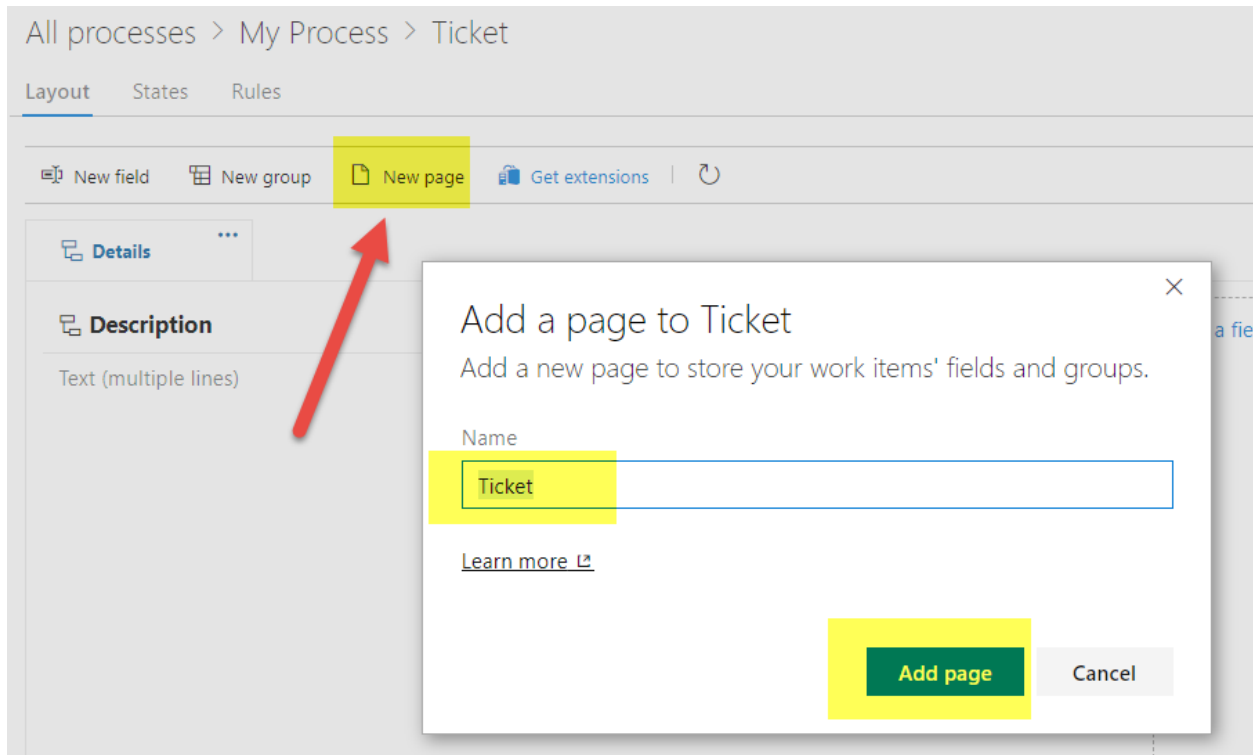 All processes > My Process > Ticket
Layout States Rules
New field New group New page Get extensions
Details ...
Add a page to Ticket
Description
a fie
Add a new page to store your work items' fields and groups.
Text (multiple lines)
Name
Ticket
Learn more
Add page Cancel